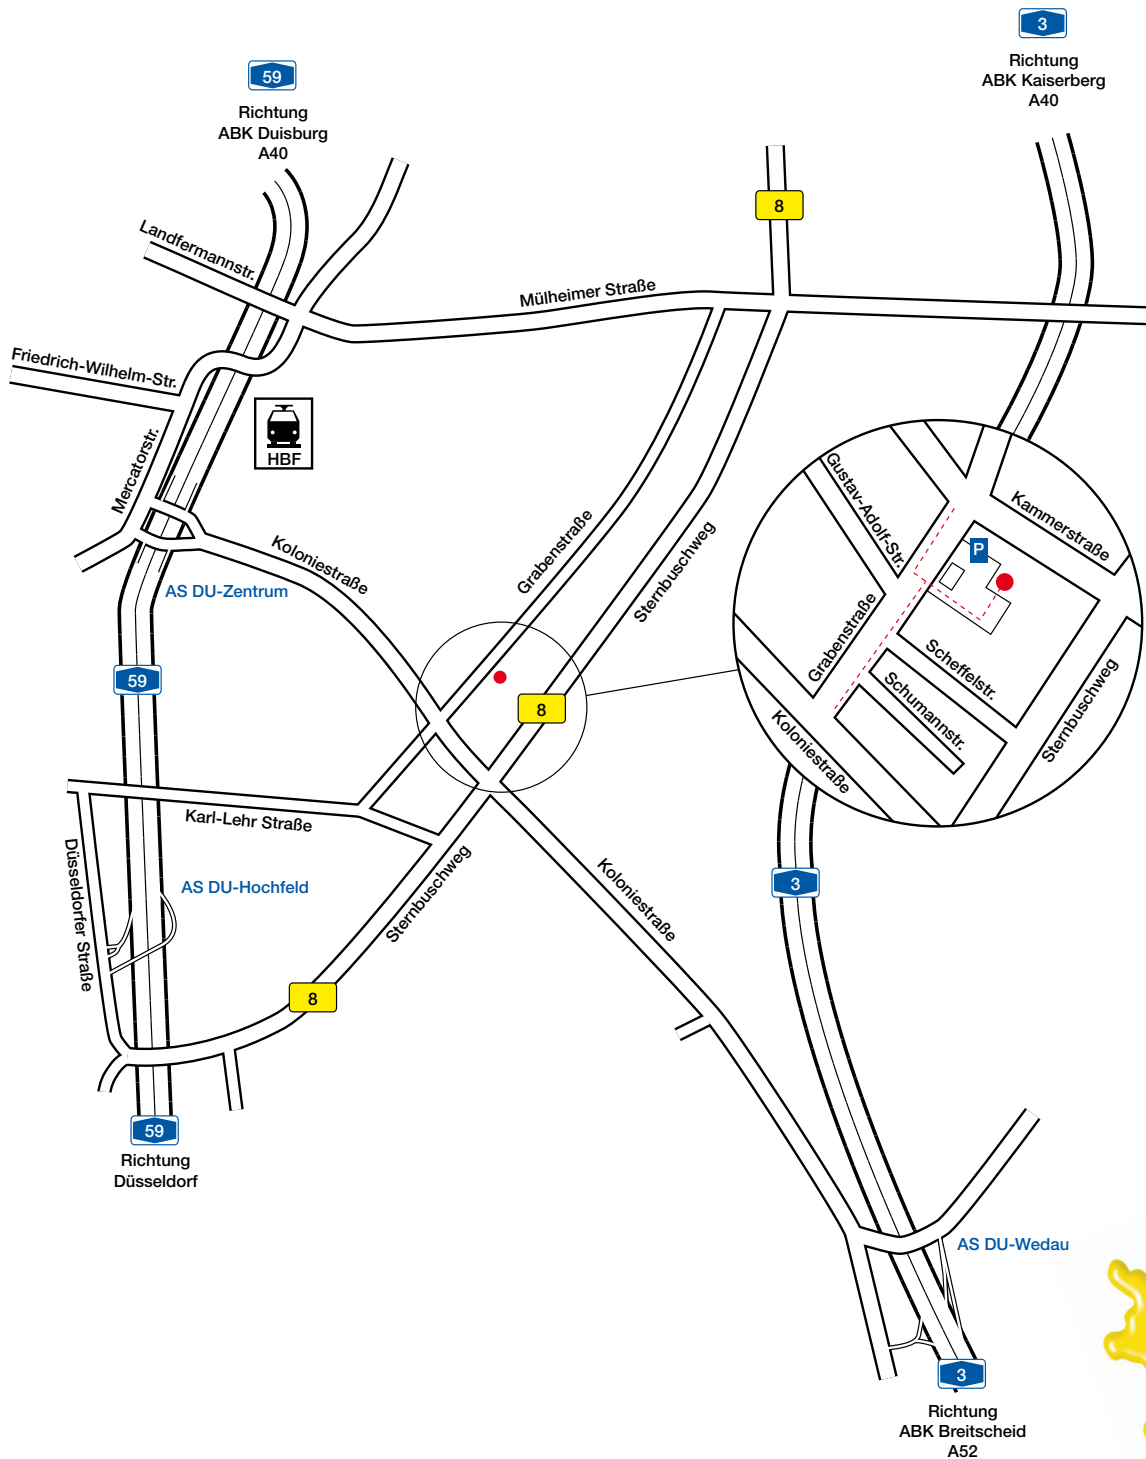 3
Richtung
ABK Kaiserberg
A40
59
Richtung
ABK Duisburg
A40
8
Landfermannstr.
Mülheimer Straße
Friedrich-Wilhelm-Str.
HBF
Mercatorstr.
Koloniestraße
Grabenstraße
Sternbuschweg
AS DU-Zentrum
Gustav-Adolf-Str.
Kammerstraße
P
Grabenstraße
Scheffelstr.
Schumannstr.
Sternbuschweg
Koloniestraße
59
8
Karl-Lehr Straße
Düsseldorfer Straße
AS DU-Hochfeld
Sternbuschweg
Koloniestraße
3
8
59
Richtung
Düsseldorf
AS DU-Wedau
3
Richtung
ABK Breitscheid
A52